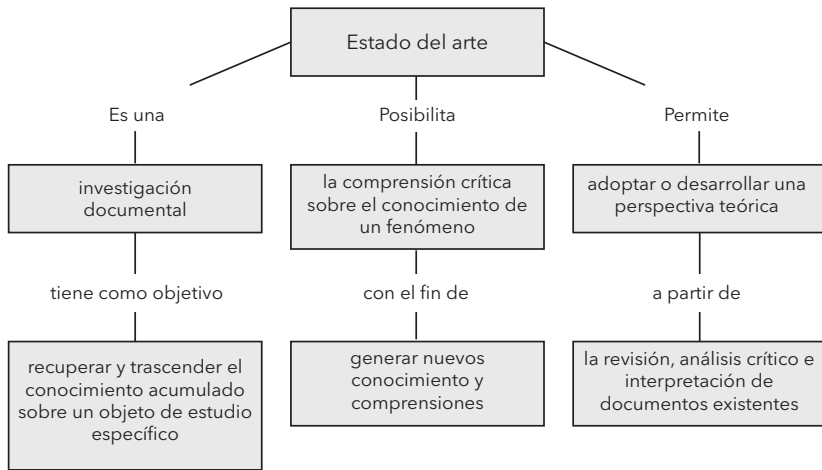 Estado del arte
Es una
Posibilita
Permite
investigación
documental
la comprensión crítica
sobre el conocimiento de
un fenómeno
adoptar o desarrollar una
perspectiva teórica
tiene como objetivo
con el fin de
a partir de
recuperar y trascender el
conocimiento acumulado
sobre un objeto de estudio
específico
generar nuevos
conocimiento y
comprensiones
la revisión, análisis crítico e
interpretación de
documentos existentes